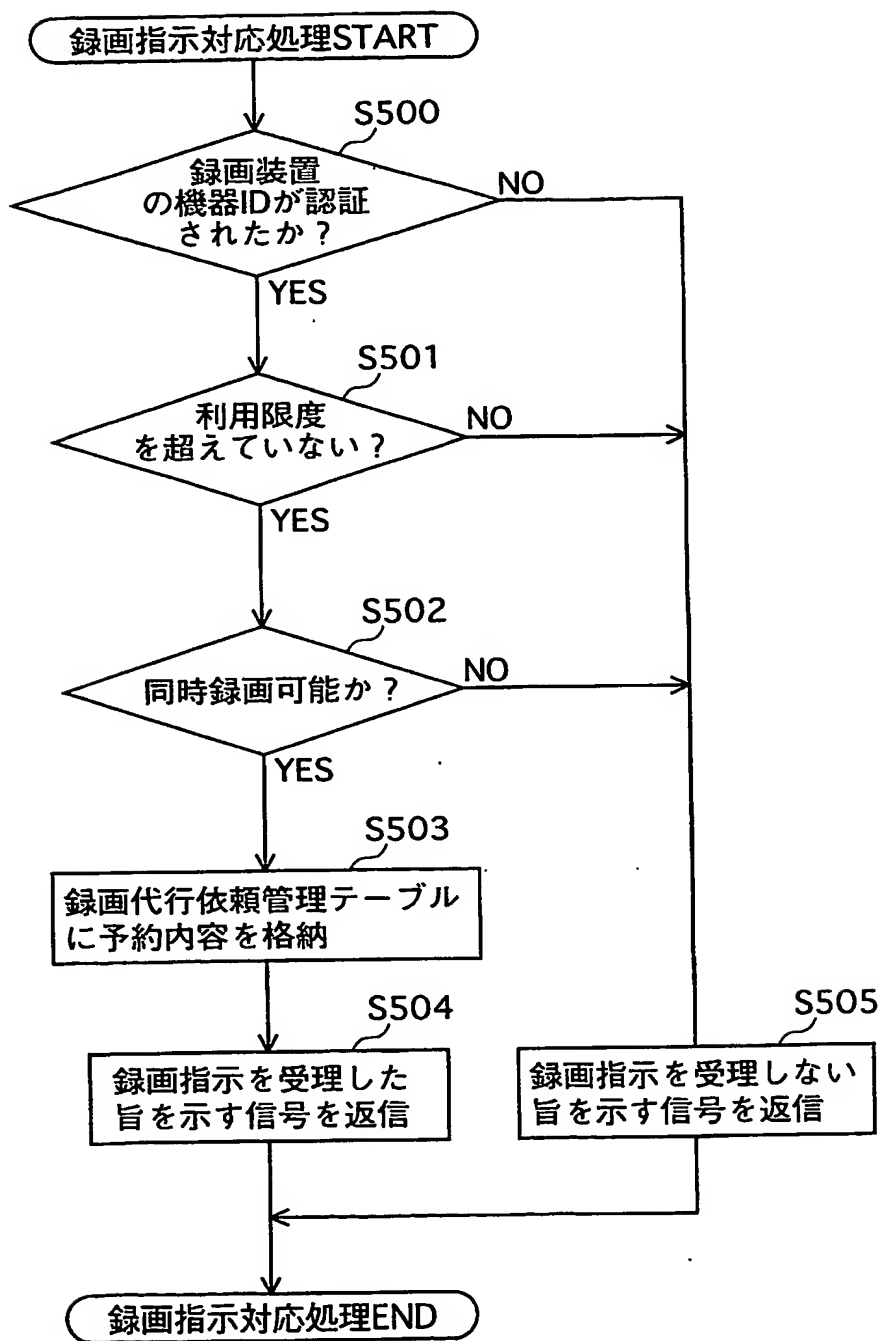 録画指示対応処理START
S500
録画装置
の機器IDが認証
されたか？
NO
YES
S501
利用限度
を超えていない？
NO
YES
S502
同時録画可能か？
NO
YES
S503
録画代行依頼管理テーブル
に予約内容を格納
S504
録画指示を受理した
旨を示す信号を返信
S505
録画指示を受理しない
旨を示す信号を返信
録画指示対応処理END